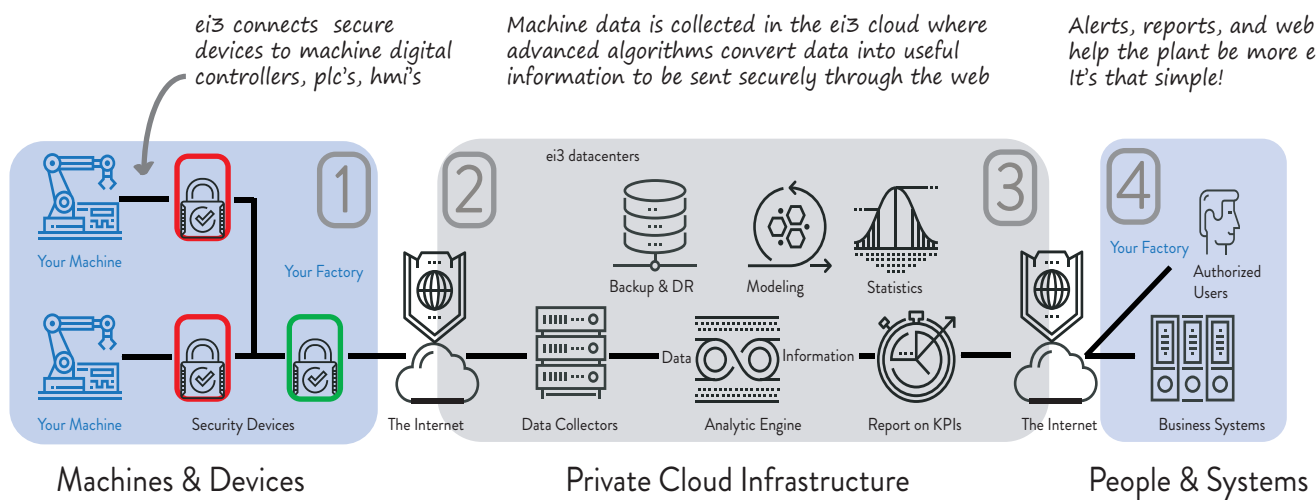 ei3 connects secure
devices to machine digital
controllers, plc's, hmi's
Machine data is collected in the ei3 cloud where
advanced algorithms convert data into useful
information to be sent securely through the web
Alerts, reports, and web
help the plant be more e
It's that simple!
1
2
ei3 datacenters
3
4
Your Machine
Your Factory
Backup & DR
Modeling
Statistics
Your Factory
Authorized
Users
Data
Information
Your Machine
Security Devices
The Internet
Data Collectors
Analytic Engine
Report on KPIs
The Internet
Business Systems
Machines & Devices
Private Cloud Infrastructure
People & Systems